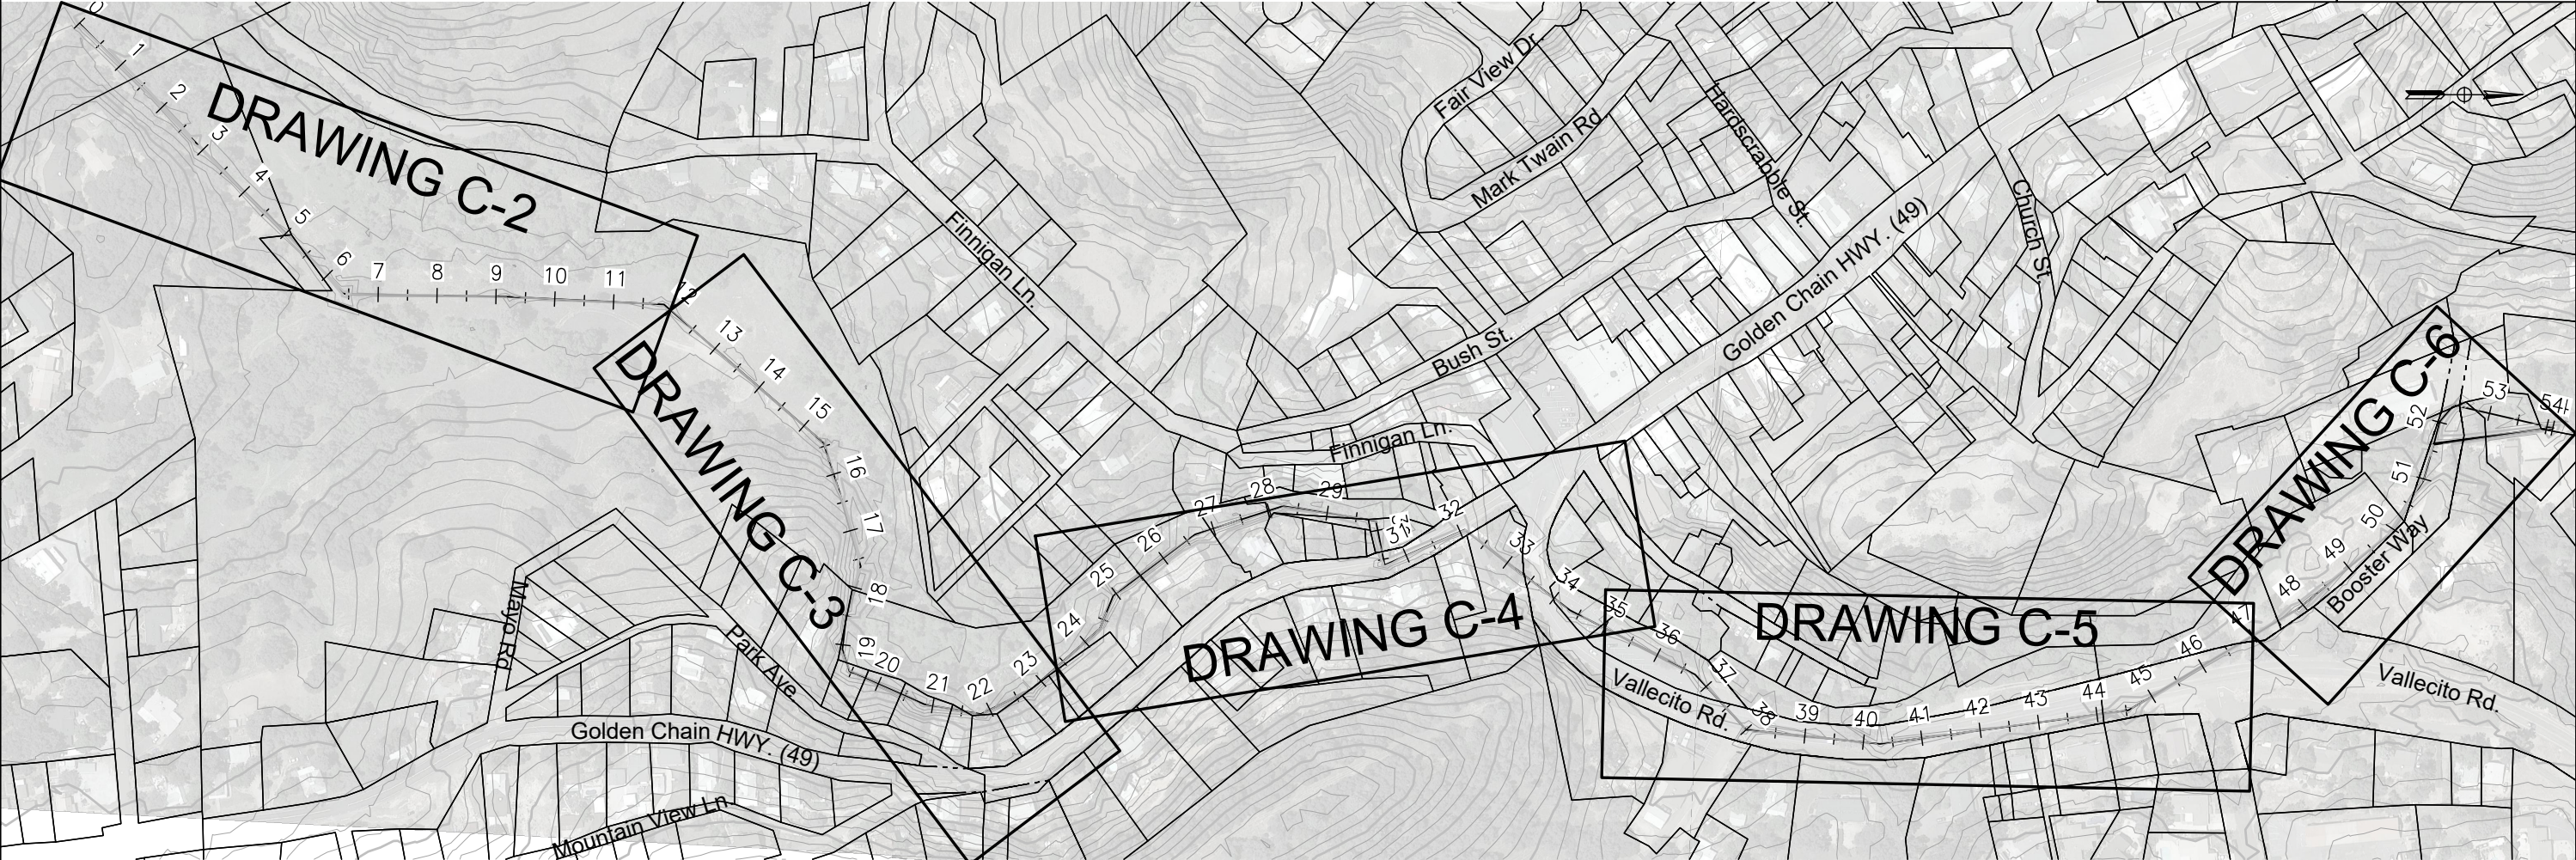 0
1
2
3
4
5
6
7
8
9
10
11
12
13
14
15
16
17
18
19
20
21
22
23
24
25
26
27
28
29
31
32
33
34
35
36
37
38
39
40
41
42
43
44
45
46
47
48
49
50
51
52
53
54
DRAWING C-2
DRAWING C-3
DRAWING C-4
DRAWING C-5
DRAWING C-6
Finnigan Ln.
Fair View Dr.
Mark Twain Rd
Hardscrabble St.
Golden Chain HWY. (49)
Church St.
Bush St.
Finnigan Ln.
Mayo Rd
Park Ave
Golden Chain HWY. (49)
Mountain View Ln.
Vallecito Rd.
Booster Way
Vallecito Rd.